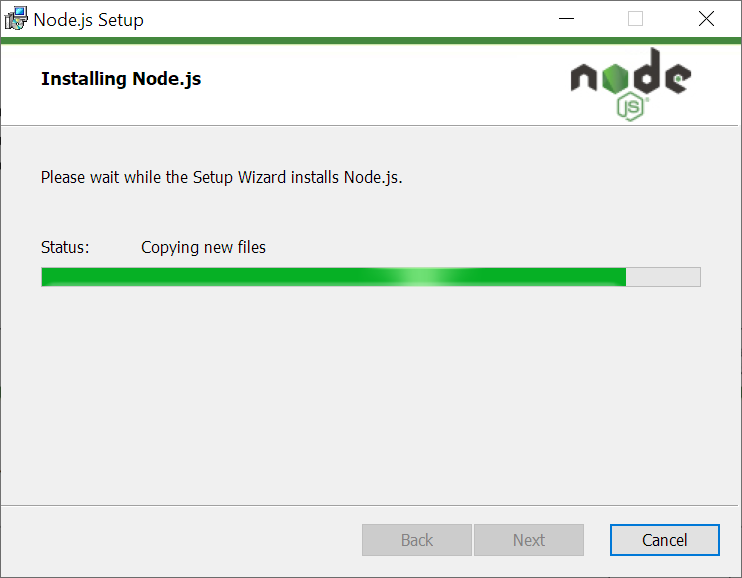 Node.js Setup
Installing Node.js
node
JS
Please wait while the Setup Wizard installs Node.js.
Status: Copying new files
Back Next Cancel